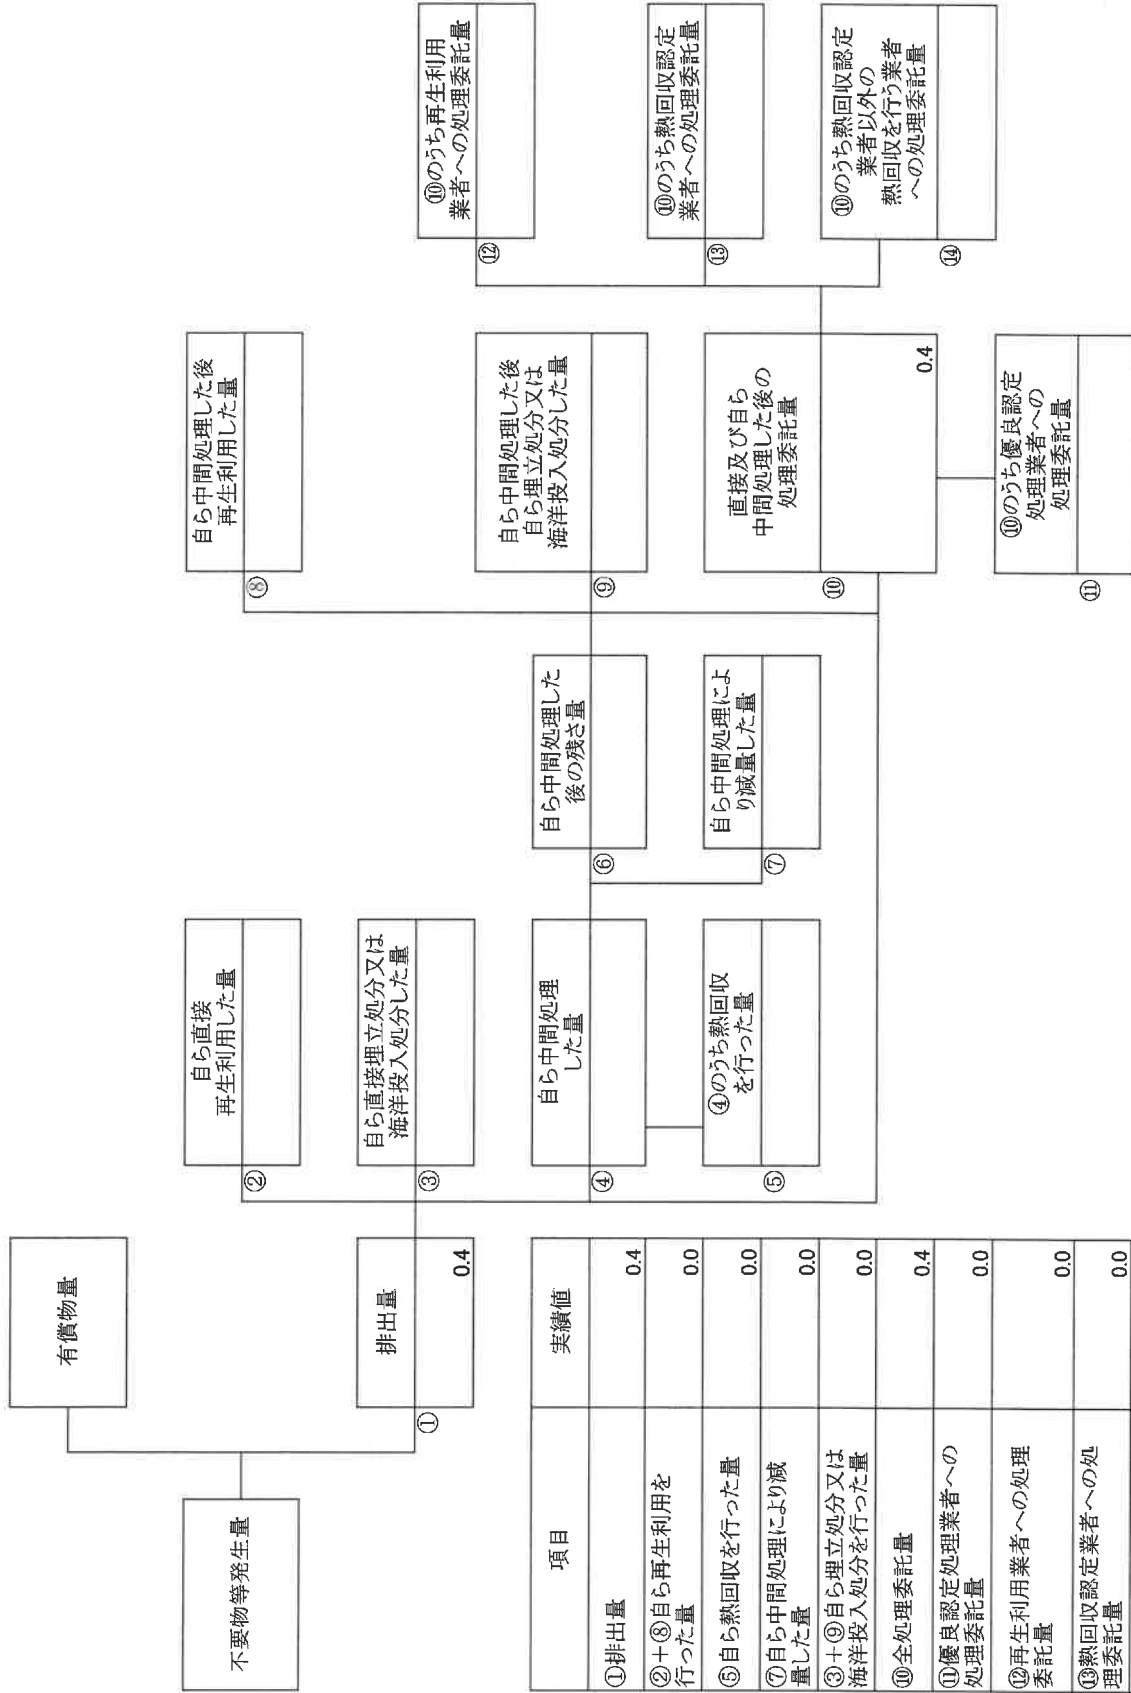 不要物等発生量
有償物量
①
排出量
0.4
②
自ら直接
再生利用した量
③
自ら直接埋立処分又は
海洋投入処分した量
④
自ら中間処理
した量
⑤
④のうち熱回収
を行った量
⑥
自ら中間処理した
後の残さ量
⑦
自ら中間処理によ
り減量した量
⑧
自ら中間処理した後
再生利用した量
⑨
自ら中間処理した後
自ら埋立処分又は
海洋投入処分した量
⑩
直接及び自ら
中間処理した後の
処理委託量
0.4
⑪
⑩のうち優良認定
処理業者への
処理委託量
⑫
⑩のうち再生利用
業者への処理委託量
⑬
⑩のうち熱回収認定
業者への処理委託量
⑭
⑩のうち熱回収認定
業者以外の
熱回収を行う業者
への処理委託量
項目 実績値
①排出量 0.4
②+⑧自ら再生利用を
行った量 0.0
⑤自ら熱回収を行った量 0.0
⑦自ら中間処理により減
量した量 0.0
③+⑨自ら埋立処分又は
海洋投入処分を行った量 0.0
⑩全処理委託量 0.4
⑪優良認定処理業者への
処理委託量 0.0
⑫再生利用業者への処理
委託量 0.0
⑬熱回収認定業者への処
理委託量 0.0